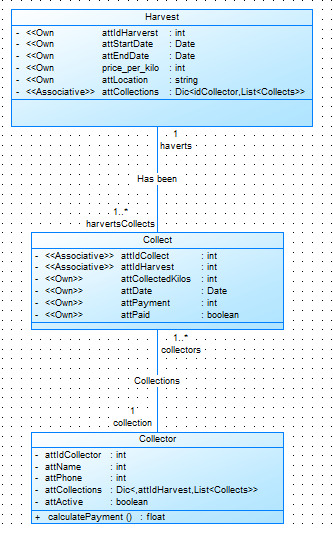 Harvest
- <<Own attIdHarverst : int
- <<Own attStartDate : Date
- <<Own attEndDate : Date
- <<Own price_per_kilo : int
- <<Own attLocation : string
- <<Associative>> attCollections : Dic<idCollector,List<Collects>>
1
haverts
Has been
1..*
harvertsCollects
Collect
- <<Associative>> attIdCollect : int
- <<Associative>> attIdHarvest : int
- <<Own>> attCollectedKilos : int
- <<Own>> attDate : Date
- <<Own>> attPayment : int
- <<Own>> attPaid : boolean
1..*
collectors
Collections
1
collection
Collector
- attIdCollector : int
- attName : int
- attPhone : int
- attCollections : Dic<,attIdHarvest,List<Collects>>
- attActive : boolean
+ calculatePayment () : float